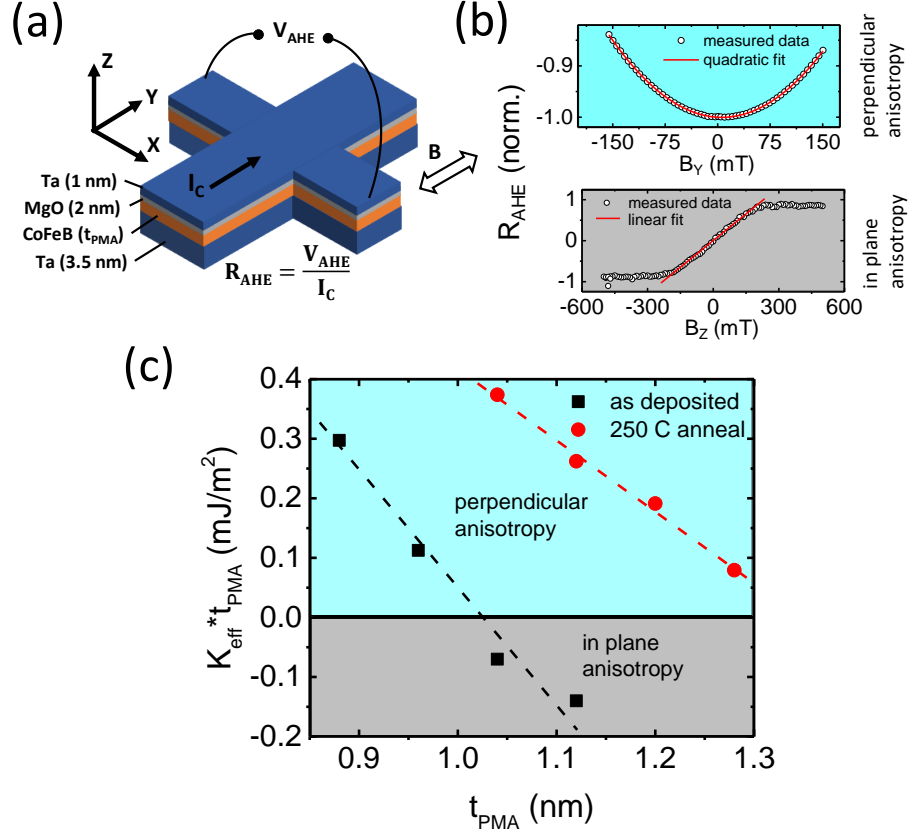 (a)
V_AHE
Z
Y
X
I_C
B
Ta (1 nm)
MgO (2 nm)
CoFeB (t_PMA)
Ta (3.5 nm)
R_AHE = V_AHE / I_C
(b)
R_AHE (norm.)
-0.9
-1.0
measured data
quadratic fit
-150 -75 0 75 150
B_Y (mT)
perpendicular
anisotropy
1
0
-1
measured data
linear fit
-600 -300 0 300 600
B_Z (mT)
in plane
anisotropy
(c)
K_eff*t_PMA (mJ/m²)
0.4
0.3
0.2
0.1
0.0
-0.1
-0.2
as deposited
250 C anneal
perpendicular
anisotropy
in plane
anisotropy
0.9 1.0 1.1 1.2 1.3
t_PMA (nm)